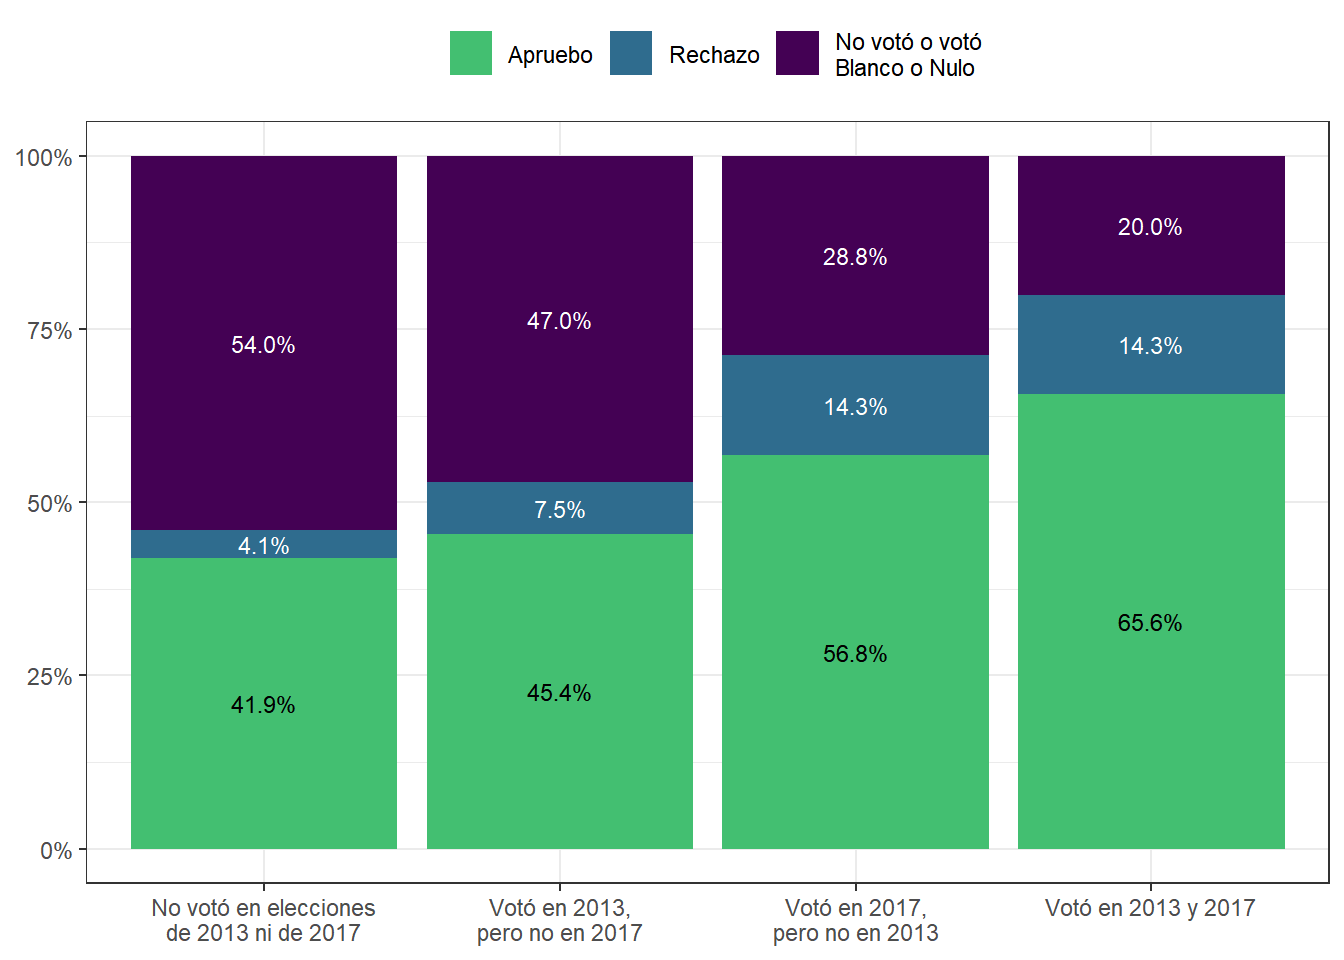 Apruebo
Rechazo
No votó o votó
Blanco o Nulo
100%
75%
50%
25%
0%
54.0%
4.1%
41.9%
47.0%
7.5%
45.4%
28.8%
14.3%
56.8%
20.0%
14.3%
65.6%
No votó en elecciones
de 2013 ni de 2017
Votó en 2013,
pero no en 2017
Votó en 2017,
pero no en 2013
Votó en 2013 y 2017